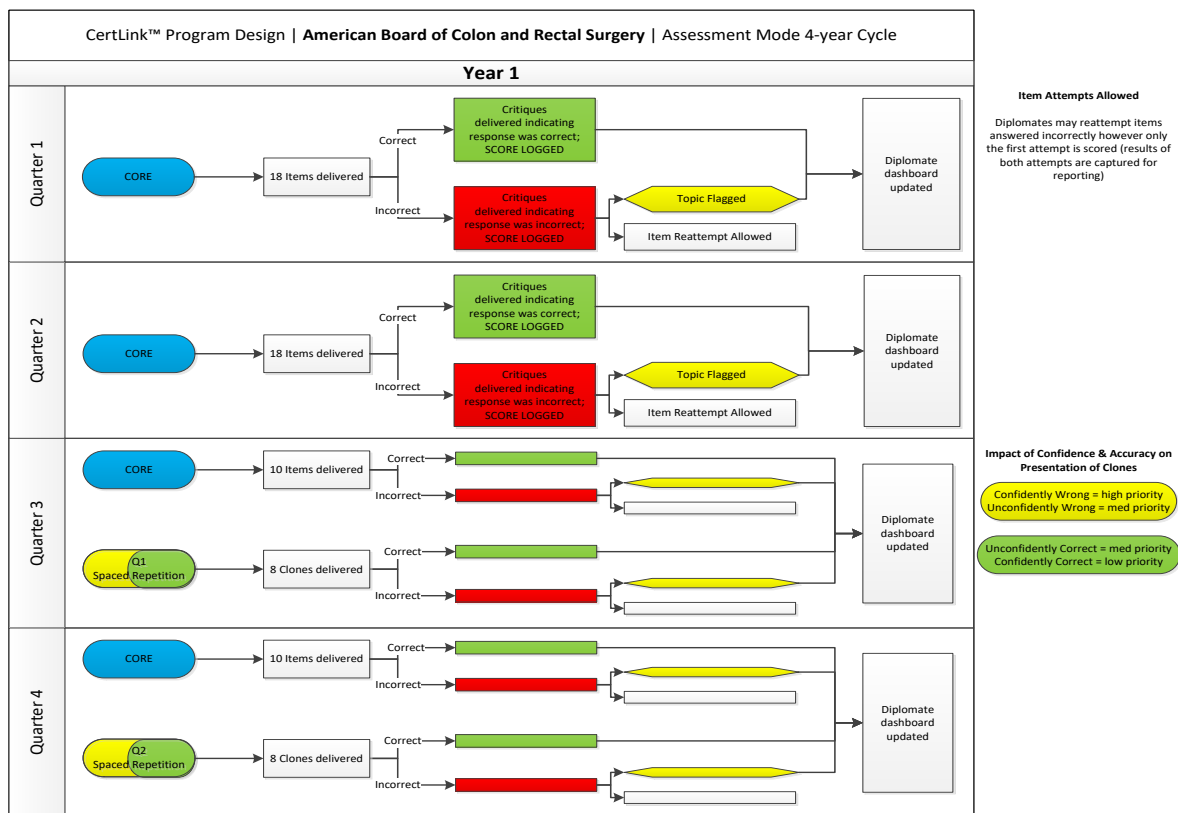 CertLink™ Program Design | American Board of Colon and Rectal Surgery | Assessment Mode 4-year Cycle
Year 1
Quarter 1
CORE
18 Items delivered
Correct
Incorrect
Critiques
delivered indicating
response was correct;
SCORE LOGGED
Critiques
delivered indicating
response was incorrect;
SCORE LOGGED
Topic Flagged
Item Reattempt Allowed
Diplomate
dashboard
updated
Quarter 2
CORE
18 Items delivered
Correct
Incorrect
Critiques
delivered indicating
response was correct;
SCORE LOGGED
Critiques
delivered indicating
response was incorrect;
SCORE LOGGED
Topic Flagged
Item Reattempt Allowed
Diplomate
dashboard
updated
Quarter 3
CORE
10 Items delivered
Correct
Incorrect
Q1
Spaced Repetition
8 Clones delivered
Correct
Incorrect
Diplomate
dashboard
updated
Quarter 4
CORE
10 Items delivered
Correct
Incorrect
Q2
Spaced Repetition
8 Clones delivered
Correct
Incorrect
Diplomate
dashboard
updated
Item Attempts Allowed
Diplomates may reattempt items
answered incorrectly however only
the first attempt is scored (results of
both attempts are captured for
reporting)
Impact of Confidence & Accuracy on
Presentation of Clones
Confidently Wrong = high priority
Unconfidently Wrong = med priority
Unconfidently Correct = med priority
Confidently Correct = low priority